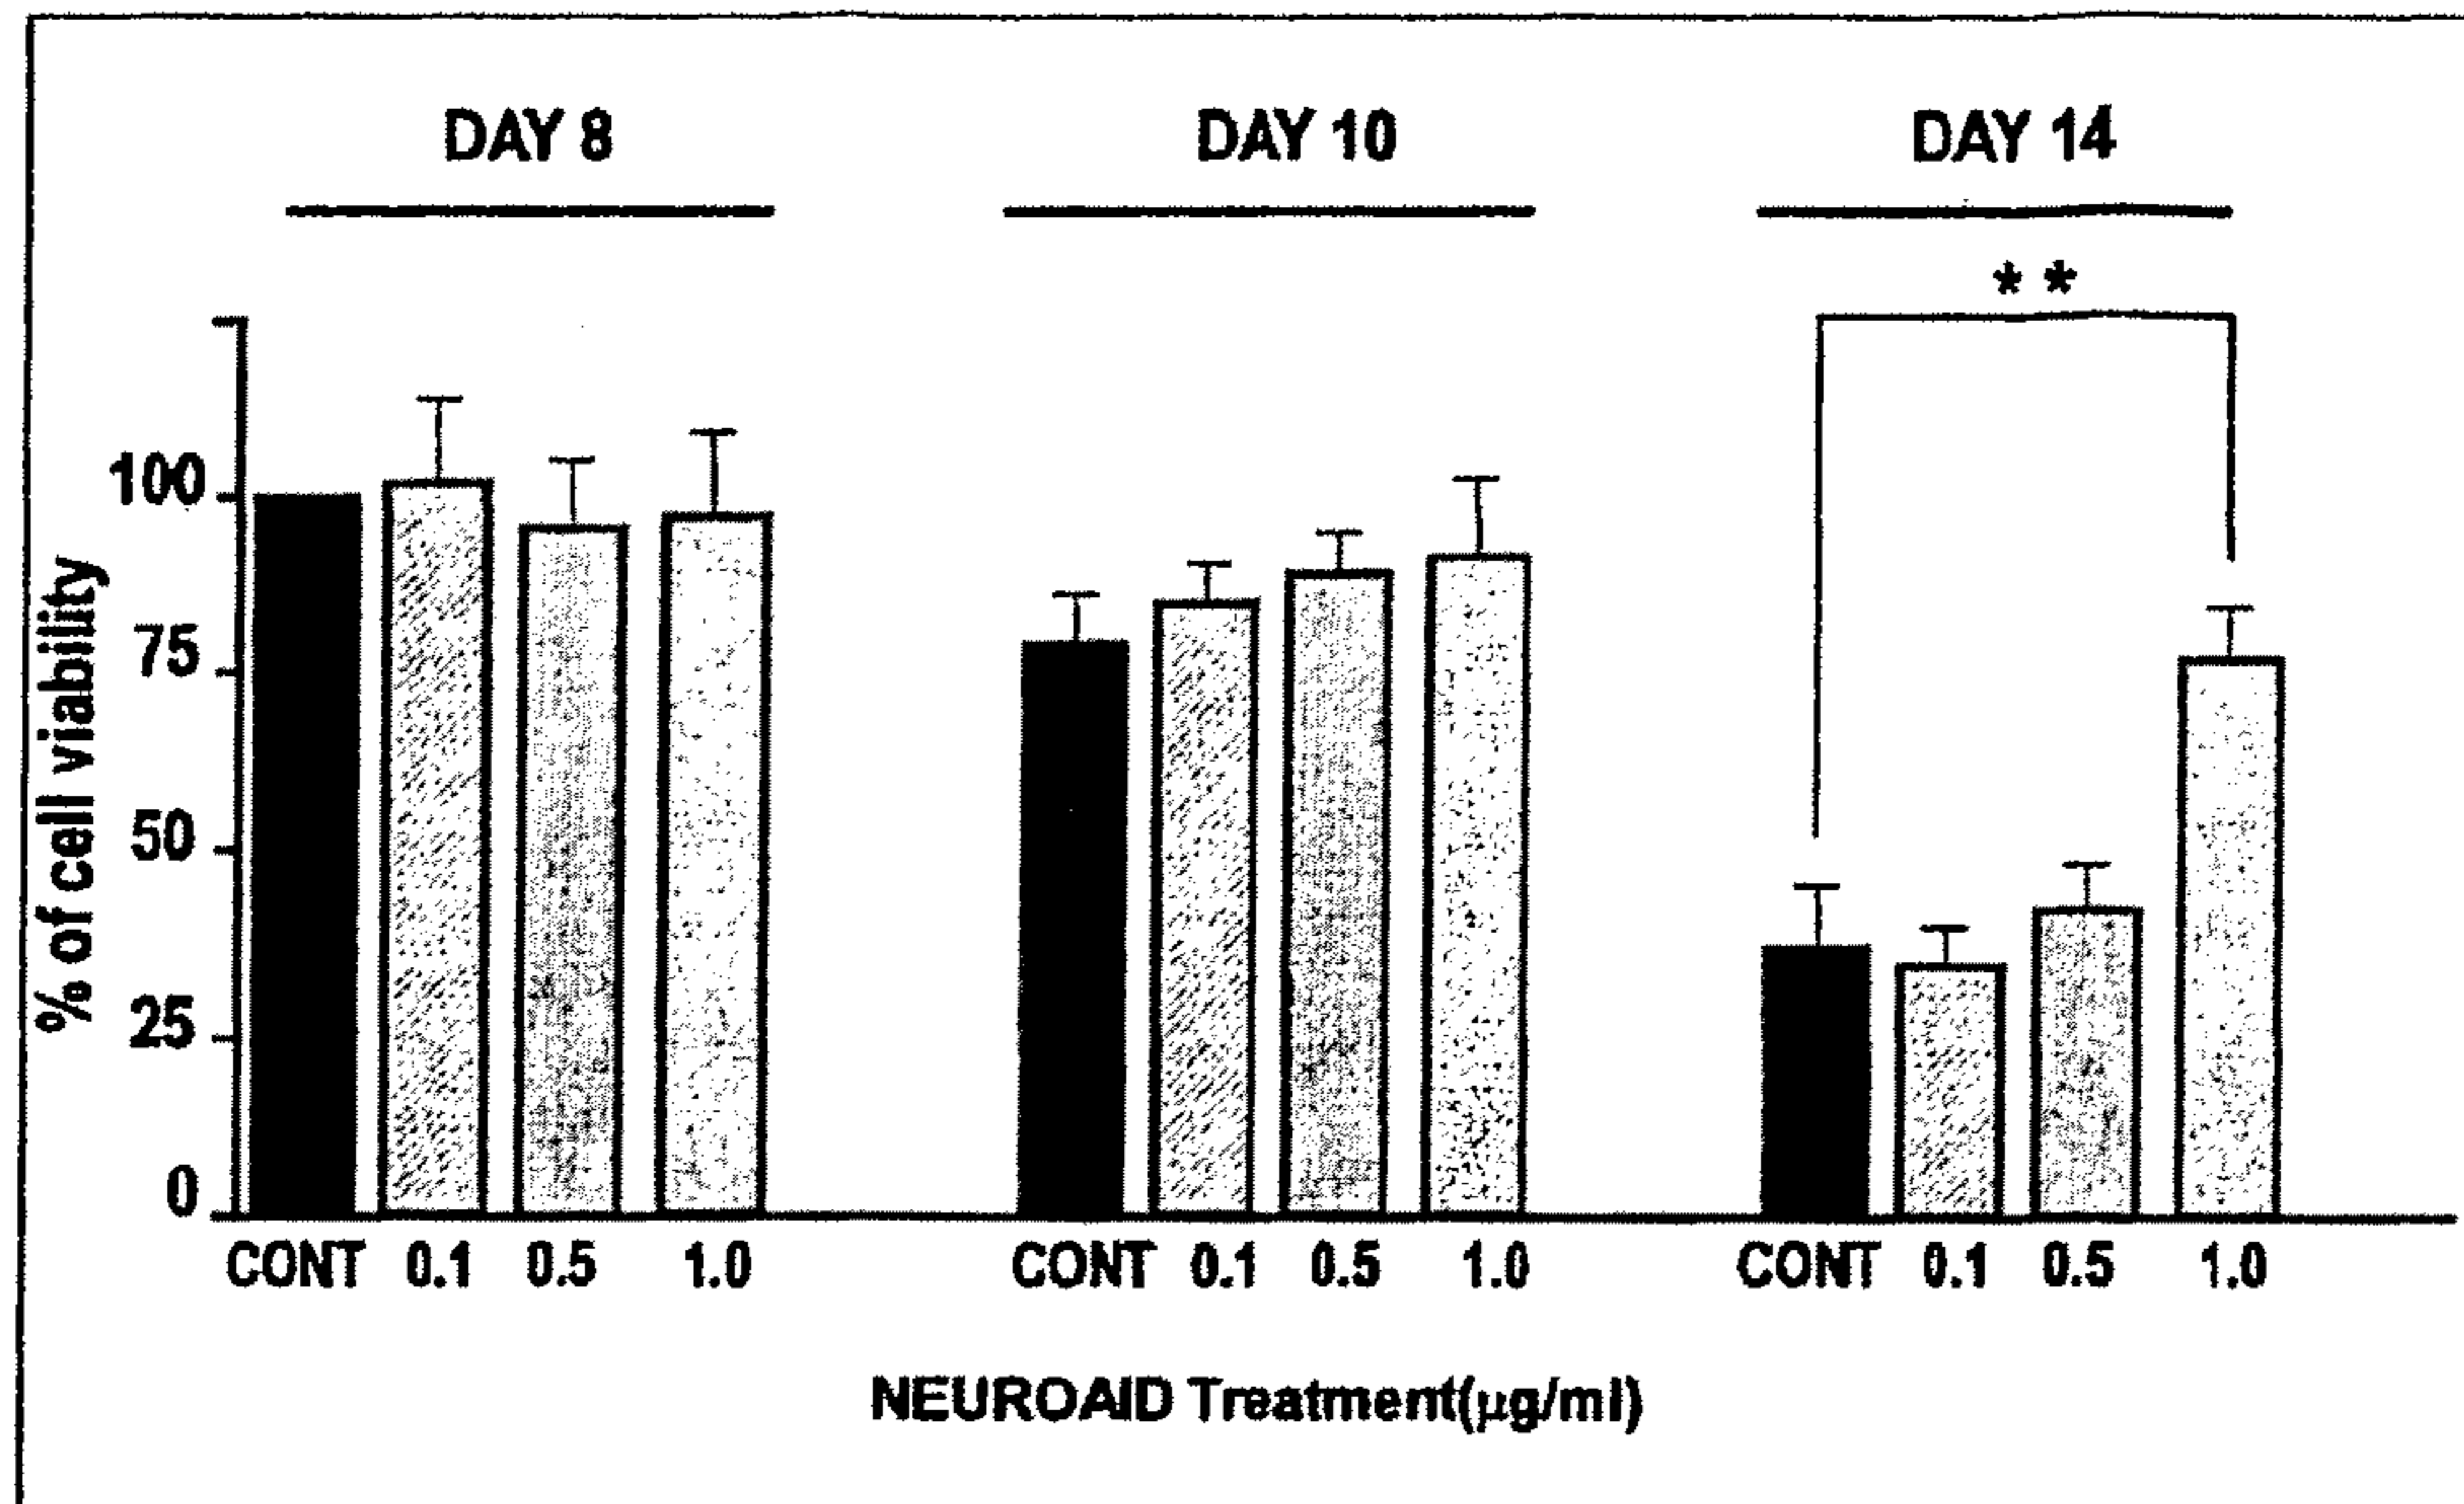 DAY 8 DAY 10 DAY 14
**
100
75
50
25
0
% of cell viability
CONT 0.1 0.5 1.0 CONT 0.1 0.5 1.0 CONT 0.1 0.5 1.0
NEUROAID Treatment(µg/ml)